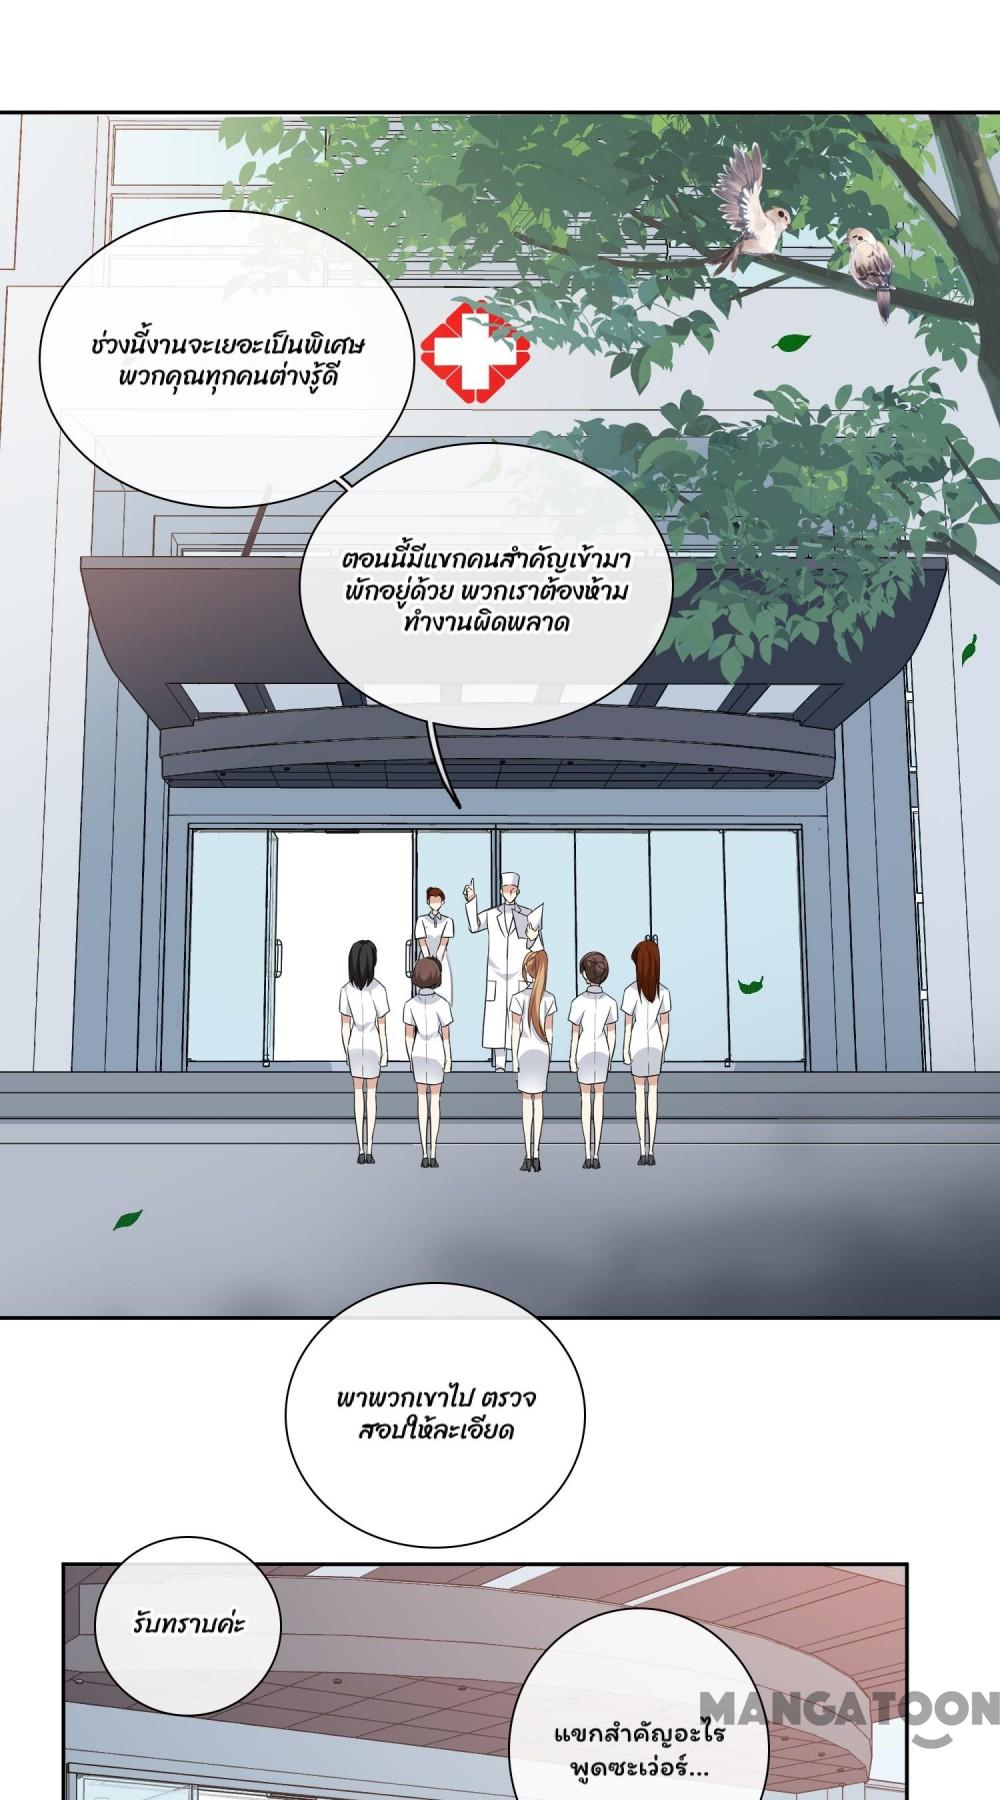 ช่วงนี้งานจะเยอะเป็นพิเศษ
พวกคุณทุกคนต่างรู้ดี
ตอนนี้มีแขกคนสำคัญเข้ามา
พักอยู่ด้วย พวกเราต้องห้าม
ทำงานผิดพลาด
พาพวกเขาไป ตรวจ
สอบให้ละเอียด
รับทราบค่ะ
แขกสำคัญอะไร
พูดซะเว่อร์...
MANGATOON